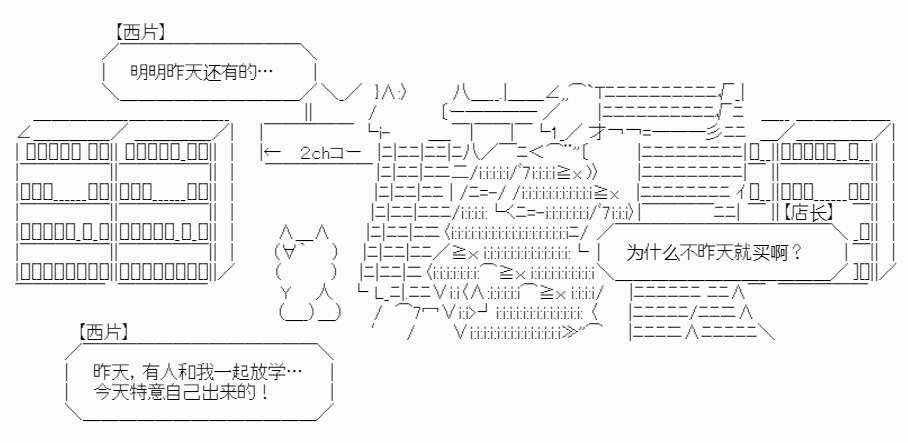 【西片】
明明昨天还有的…
← 2chコー
【店长】
为什么不昨天就买啊？
【西片】
昨天，有人和我一起放学…
今天特意自己出来的！